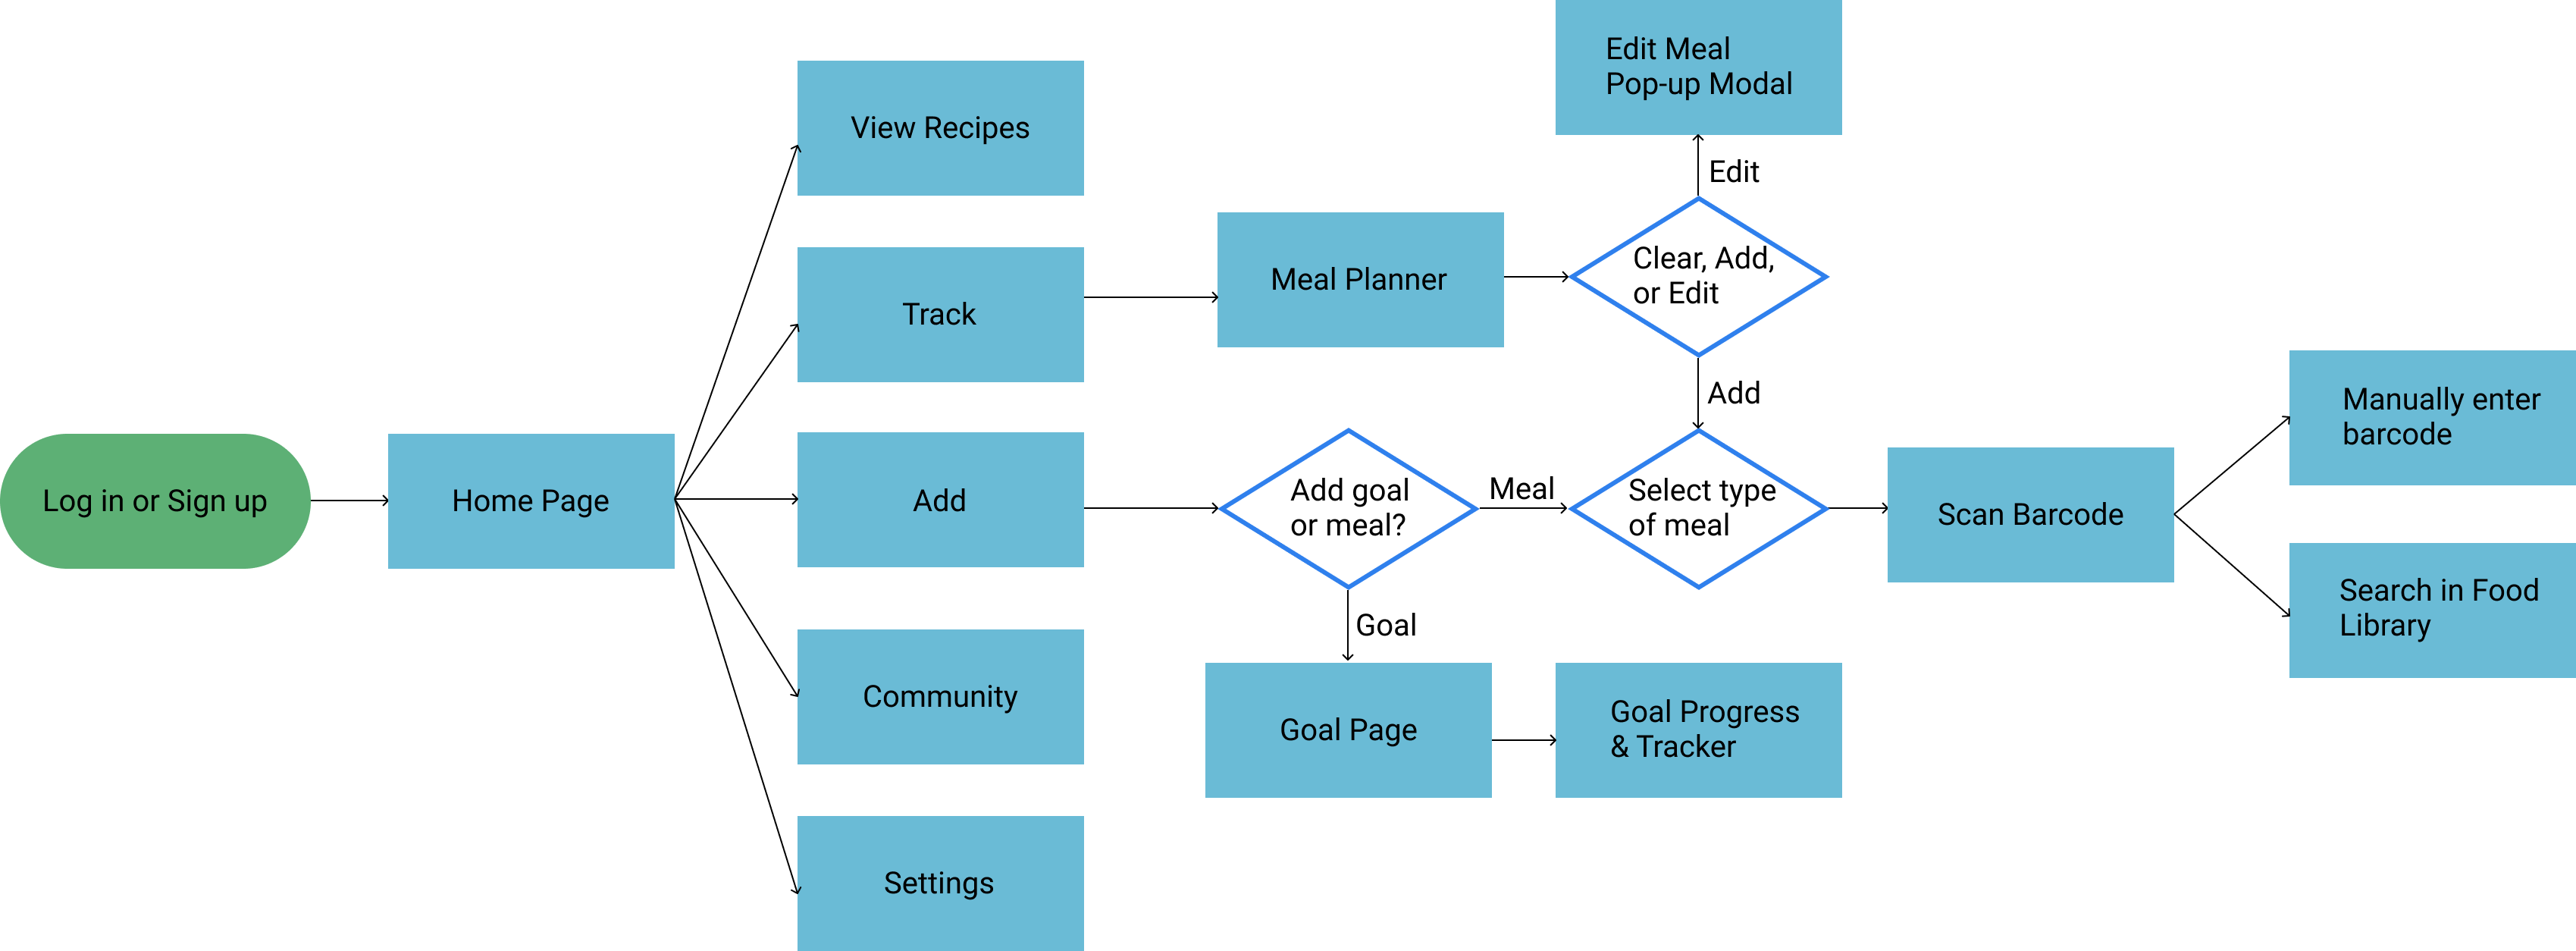 Log in or Sign up
Home Page
View Recipes
Track
Add
Community
Settings
Meal Planner
Clear, Add,
or Edit
Edit
Edit Meal
Pop-up Modal
Add
Add goal
or meal?
Meal
Select type
of meal
Goal
Goal Page
Goal Progress
& Tracker
Scan Barcode
Manually enter
barcode
Search in Food
Library